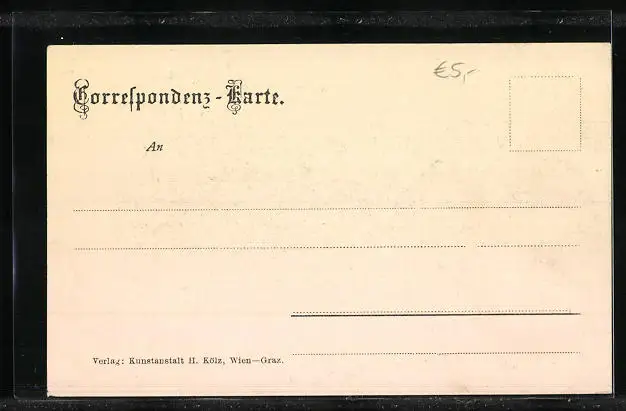 €5,-
Correſpondenz-Karte.
An
Verlag: Kunstanstalt H. Kölz, Wien—Graz.